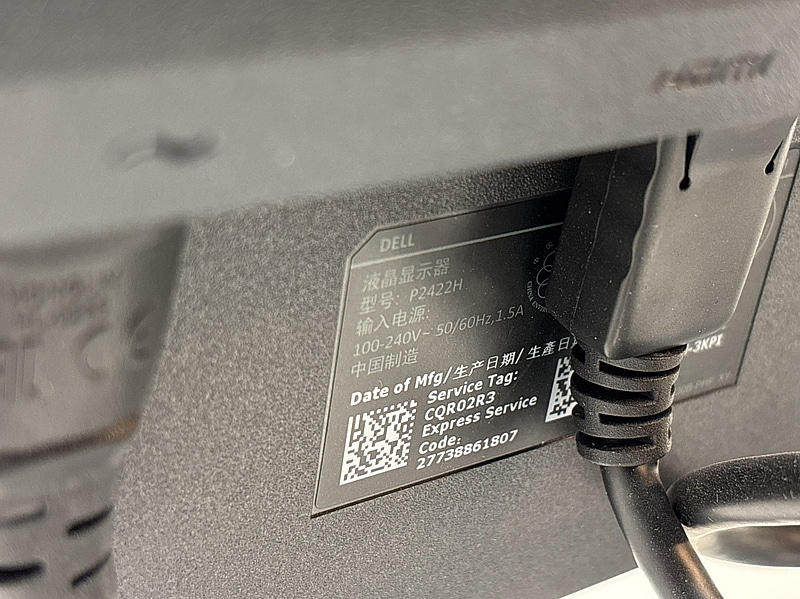 HDMI
DELL
液晶显示器
型号: P2422H
输入电源:
100-240V~ 50/60Hz,1.5A
中国制造
Date of Mfg/生产日期/ 生產日
-3KPI
Service Tag:
CQR02R3
Express Service
Code:
27738861807